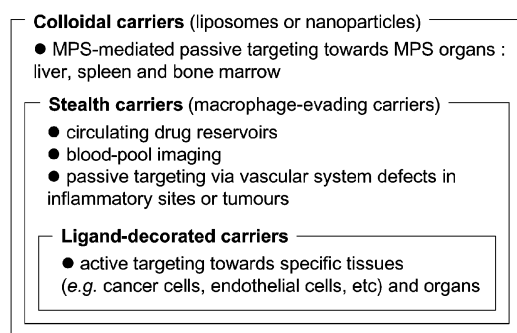 Colloidal carriers (liposomes or nanoparticles)
● MPS-mediated passive targeting towards MPS organs :
liver, spleen and bone marrow
Stealth carriers (macrophage-evading carriers)
● circulating drug reservoirs
● blood-pool imaging
● passive targeting via vascular system defects in
inflammatory sites or tumours
Ligand-decorated carriers
● active targeting towards specific tissues
(e.g. cancer cells, endothelial cells, etc) and organs